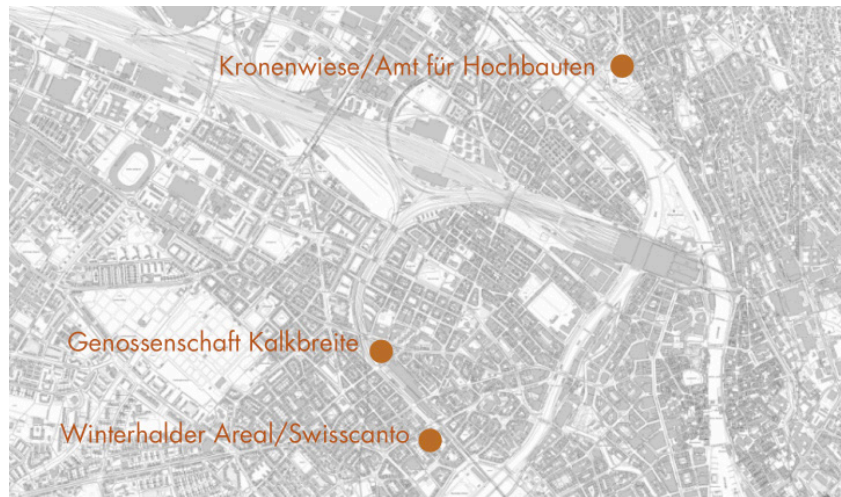 Kronenwiese/Amt für Hochbauten
Genossenschaft Kalkbreite
Winterhalder Areal/Swisscanto